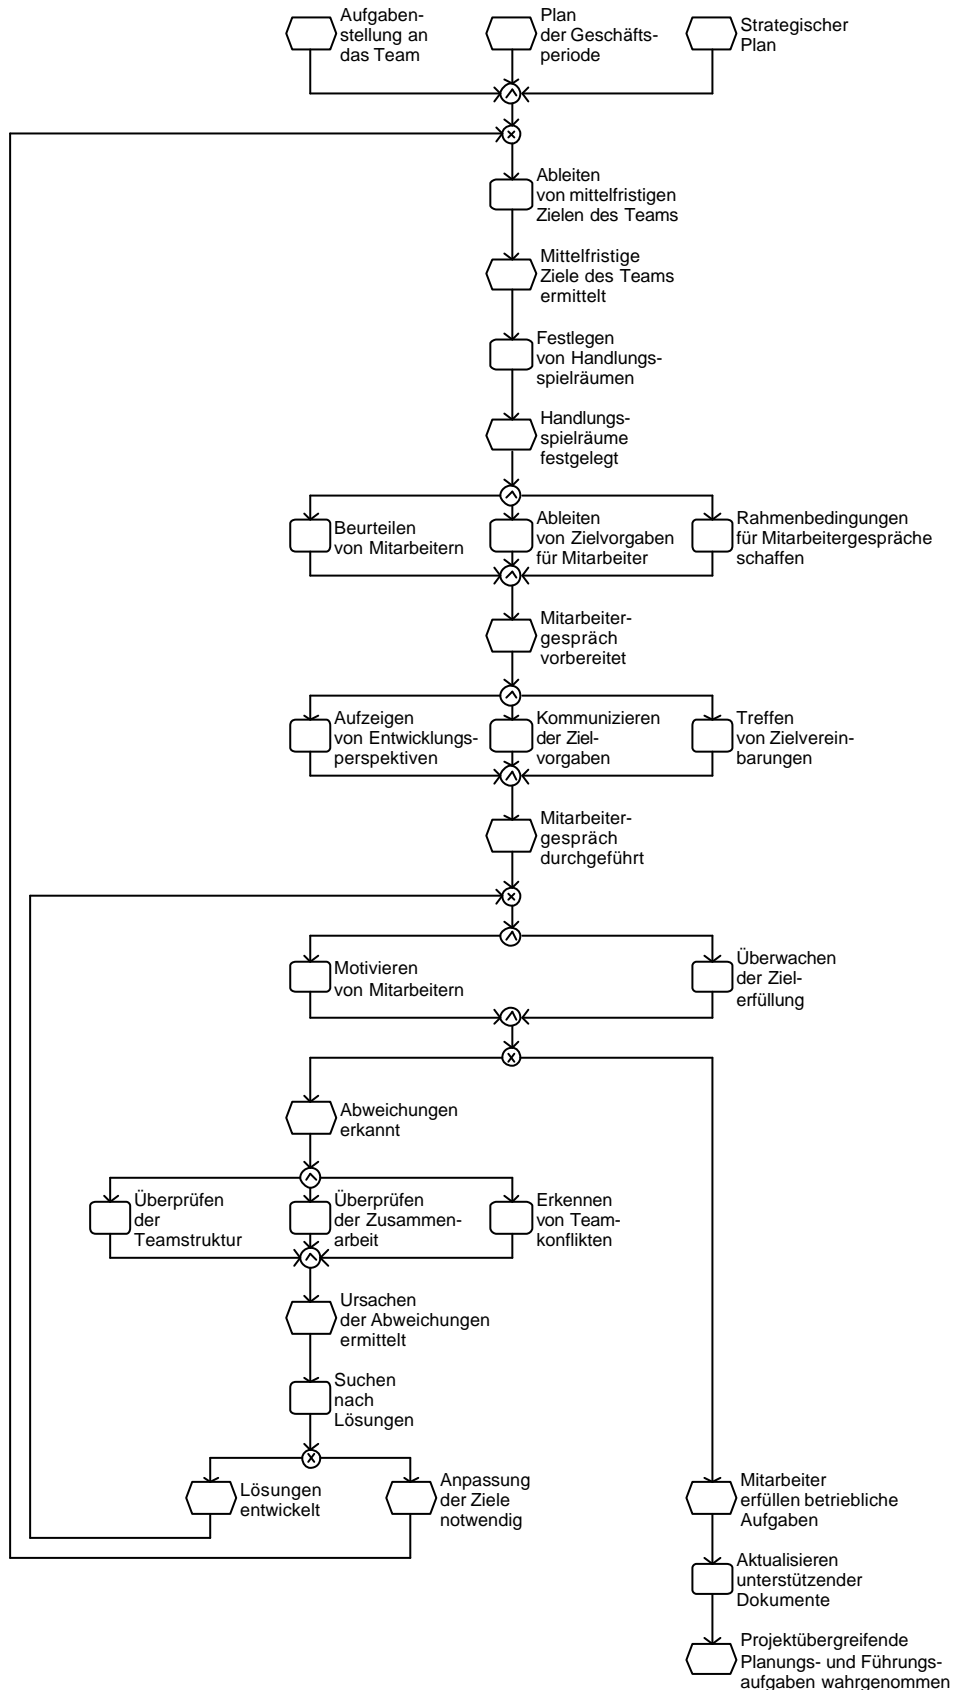 Aufgaben-
stellung an
das Team
Plan
der Geschäfts-
periode
Strategischer
Plan
Ableiten
von mittelfristigen
Zielen des Teams
Mittelfristige
Ziele des Teams
ermittelt
Festlegen
von Handlungs-
spielräumen
Handlungs-
spielräume
festgelegt
Beurteilen
von Mitarbeitern
Ableiten
von Zielvorgaben
für Mitarbeiter
Rahmenbedingungen
für Mitarbeitergespräche
schaffen
Mitarbeiter-
gespräch
vorbereitet
Aufzeigen
von Entwicklungs-
perspektiven
Kommunizieren
der Ziel-
vorgaben
Treffen
von Zielverein-
barungen
Mitarbeiter-
gespräch
durchgeführt
Motivieren
von Mitarbeitern
Überwachen
der Ziel-
erfüllung
Abweichungen
erkannt
Überprüfen
der
Teamstruktur
Überprüfen
der Zusammen-
arbeit
Erkennen
von Team-
konflikten
Ursachen
der Abweichungen
ermittelt
Suchen
nach
Lösungen
Lösungen
entwickelt
Anpassung
der Ziele
notwendig
Mitarbeiter
erfüllen betriebliche
Aufgaben
Aktualisieren
unterstützender
Dokumente
Projektübergreifende
Planungs- und Führungs-
aufgaben wahrgenommen